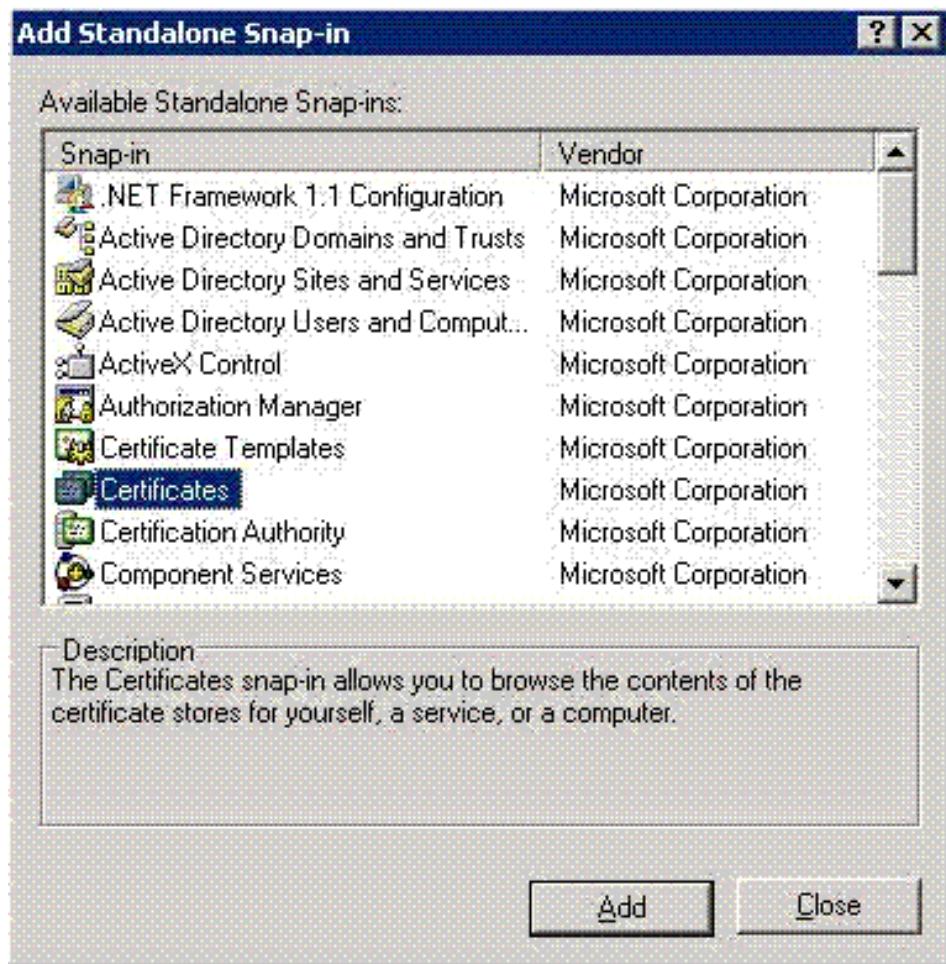 Add Standalone Snap-in
Available Standalone Snap-ins:
Snap-in Vendor
.NET Framework 1.1 Configuration Microsoft Corporation
Active Directory Domains and Trusts Microsoft Corporation
Active Directory Sites and Services Microsoft Corporation
Active Directory Users and Comput... Microsoft Corporation
ActiveX Control Microsoft Corporation
Authorization Manager Microsoft Corporation
Certificate Templates Microsoft Corporation
Certificates Microsoft Corporation
Certification Authority Microsoft Corporation
Component Services Microsoft Corporation
Description
The Certificates snap-in allows you to browse the contents of the
certificate stores for yourself, a service, or a computer.
Add Close